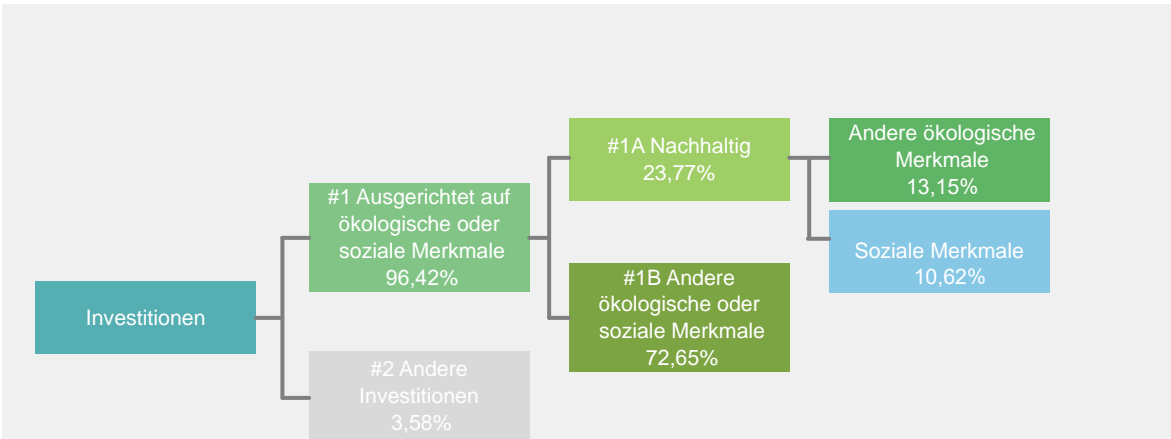 Investitionen
#1 Ausgerichtet auf
ökologische oder
soziale Merkmale
96,42%
#2 Andere
Investitionen
3,58%
#1A Nachhaltig
23,77%
#1B Andere
ökologische oder
soziale Merkmale
72,65%
Andere ökologische
Merkmale
13,15%
Soziale Merkmale
10,62%